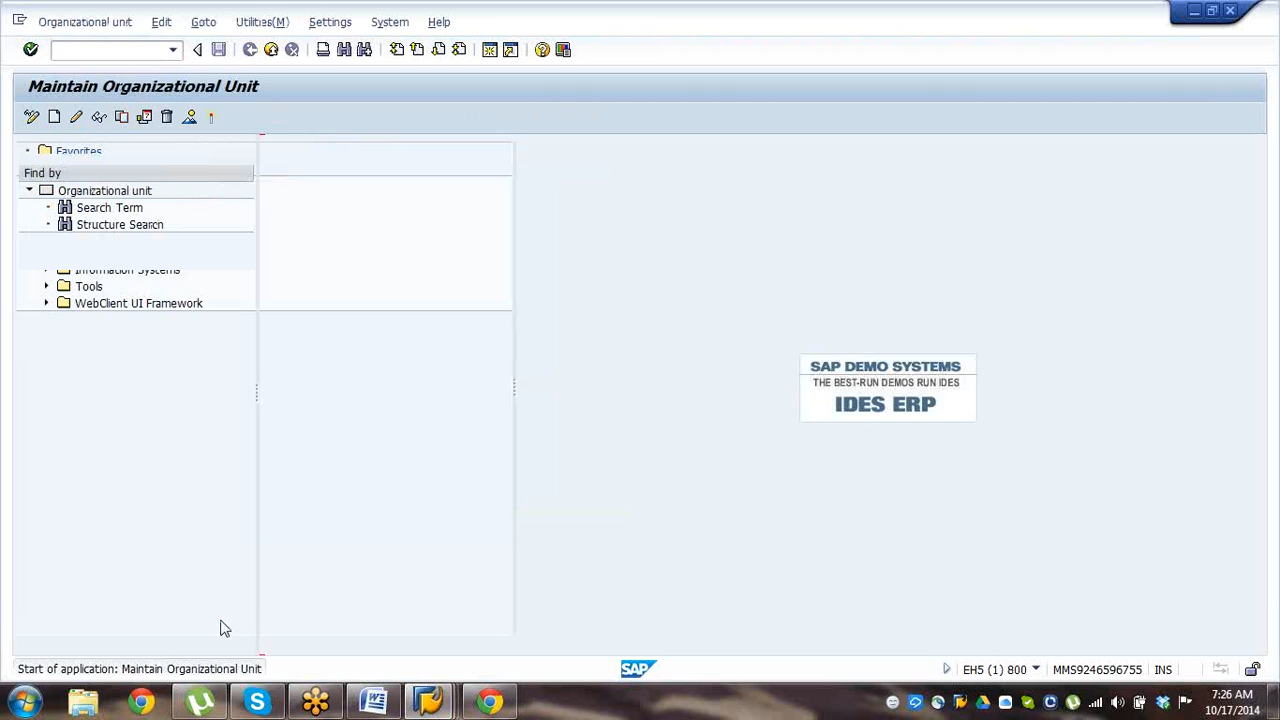 Organizational unit Edit Goto Utilities(M) Settings System Help
Maintain Organizational Unit
Favorites
Find by
Organizational unit
Search Term
Structure Search
Information Systems
Tools
WebClient UI Framework
SAP DEMO SYSTEMS
THE BEST-RUN DEMOS RUN IDES
IDES ERP
Start of application: Maintain Organizational Unit
SAP
EH5 (1) 800
MMS9246596755
INS
7:26 AM
10/17/2014